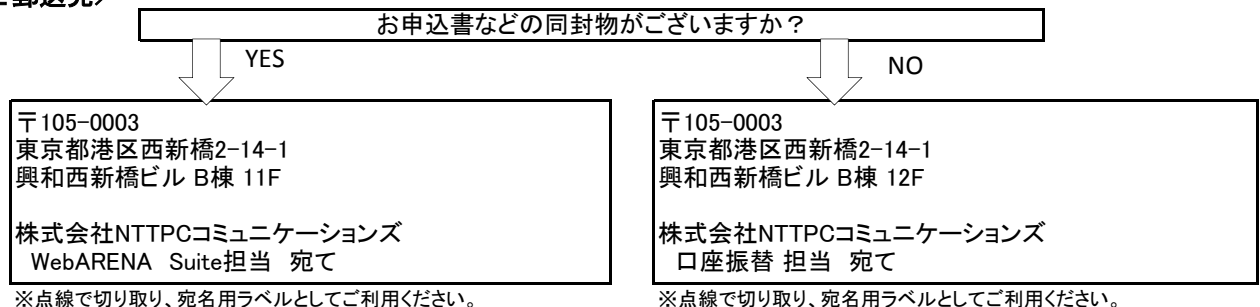 お申込書などの同封物がございますか？
YES
NO
〒105-0003
東京都港区西新橋2-14-1
興和西新橋ビル B棟 11F
株式会社NTTPCコミュニケーションズ
WebARENA Suite担当 宛て
※点線で切り取り、宛名用ラベルとしてご利用ください。
〒105-0003
東京都港区西新橋2-14-1
興和西新橋ビル B棟 12F
株式会社NTTPCコミュニケーションズ
口座振替 担当 宛て
※点線で切り取り、宛名用ラベルとしてご利用ください。